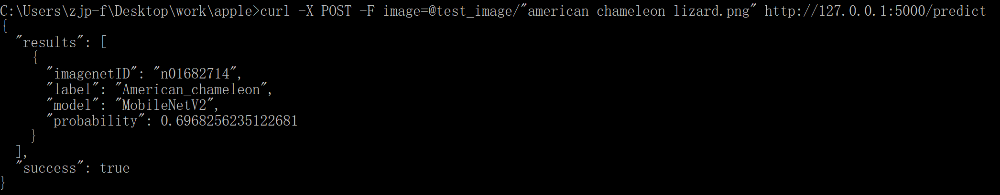 C:\Users\zjp-f\Desktop\work\apple>curl -X POST -F image=@test_image/"american chameleon lizard.png" http://127.0.0.1:5000/predict
{
  "results": [
    {
      "imagenetID": "n01682714",
      "label": "American_chameleon",
      "model": "MobileNetV2",
      "probability": 0.6968256235122681
    }
  ],
  "success": true
}